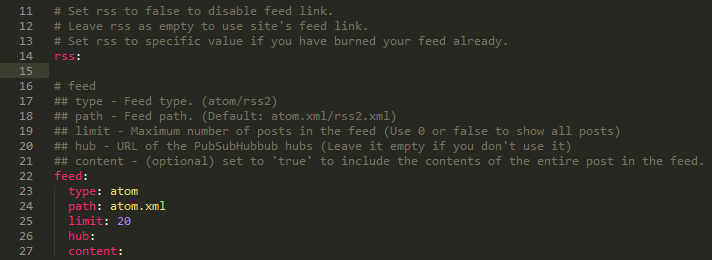 11 # Set rss to false to disable feed link.
12 # Leave rss as empty to use site's feed link.
13 # Set rss to specific value if you have burned your feed already.
14 rss:
15
16 # feed
17 ## type - Feed type. (atom/rss2)
18 ## path - Feed path. (Default: atom.xml/rss2.xml)
19 ## limit - Maximum number of posts in the feed (Use 0 or false to show all posts)
20 ## hub - URL of the PubSubHubbub hubs (Leave it empty if you don't use it)
21 ## content - (optional) set to 'true' to include the contents of the entire post in the feed.
22 feed:
23   type: atom
24   path: atom.xml
25   limit: 20
26   hub:
27   content: